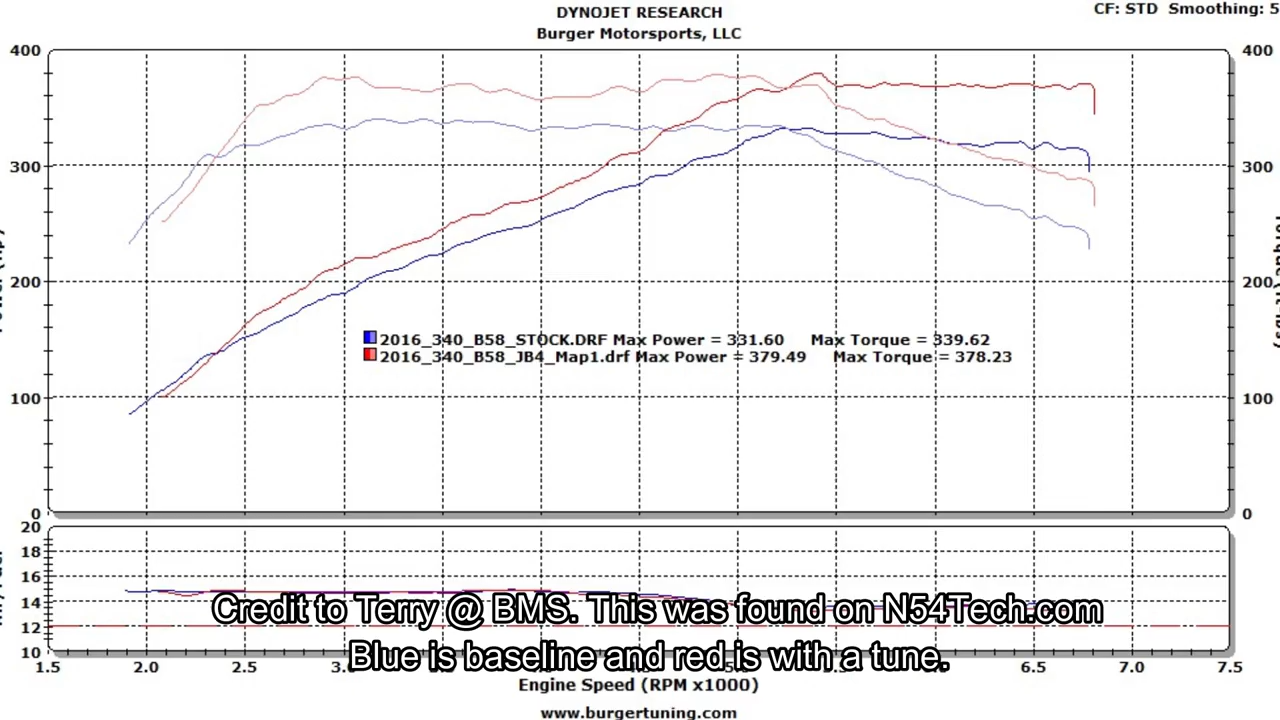 DYNOJET RESEARCH
CF: STD Smoothing: 5
Burger Motorsports, LLC
400
400
300
300
200
200
2016_340_B58_STOCK.DRF Max Power = 331.60 Max Torque = 339.62
2016_340_B58_JB4_Map1.drf Max Power = 379.49 Max Torque = 378.23
100
100
0
0
20
18
16
14
12
10
Credit to Terry @ BMS. This was found on N54Tech.com
Blue is baseline and red is with a tune.
1.5 2.0 2.5 3.0 6.5 7.0 7.5
Engine Speed (RPM x1000)
www.burgertuning.com